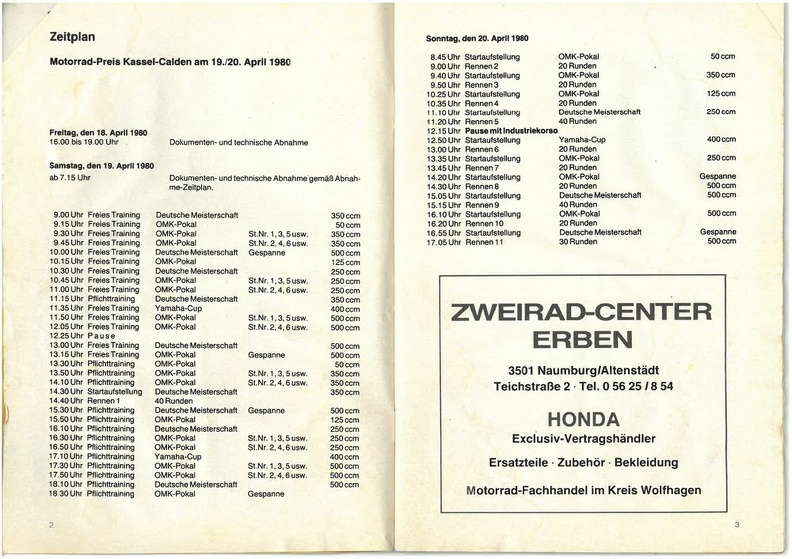 Zeitplan
Motorrad-Preis Kassel-Calden am 19./20. April 1980
Freitag, den 18. April 1980
16.00 bis 19.00 Uhr Dokumenten- und technische Abnahme
Samstag, den 19. April 1980
ab 7.15 Uhr Dokumenten- und technische Abnahme gemäß Abnah-
me-Zeitplan.
9.00 Uhr Freies Training Deutsche Meisterschaft 350 ccm
9.15 Uhr Freies Training OMK-Pokal 50 ccm
9.30 Uhr Freies Training OMK-Pokal St.Nr. 1, 3, 5 usw. 350 ccm
9.45 Uhr Freies Training OMK-Pokal St.Nr. 2, 4, 6 usw. 350 ccm
10.00 Uhr Freies Training Deutsche Meisterschaft Gespanne 500 ccm
10.15 Uhr Freies Training OMK-Pokal 125 ccm
10.30 Uhr Freies Training Deutsche Meisterschaft 250 ccm
10.45 Uhr Freies Training OMK-Pokal St.Nr. 1, 3, 5 usw. 250 ccm
11.00 Uhr Freies Training OMK-Pokal St.Nr. 2, 4, 6 usw. 250 ccm
11.15 Uhr Pflichttraining Deutsche Meisterschaft 350 ccm
11.35 Uhr Freies Training Yamaha-Cup 400 ccm
11.50 Uhr Freies Training OMK-Pokal St.Nr. 1, 3, 5 usw. 500 ccm
12.05 Uhr Freies Training OMK-Pokal St.Nr. 2, 4, 6 usw. 500 ccm
12.25 Uhr Pause
13.00 Uhr Freies Training Deutsche Meisterschaft 500 ccm
13.15 Uhr Freies Training OMK-Pokal Gespanne 500 ccm
13.30 Uhr Pflichttraining OMK-Pokal 50 ccm
13.50 Uhr Pflichttraining OMK-Pokal St.Nr. 1, 3, 5 usw. 350 ccm
14.10 Uhr Pflichttraining OMK-Pokal St.Nr. 2, 4, 6 usw. 350 ccm
14.30 Uhr Startaufstellung Deutsche Meisterschaft 350 ccm
14.40 Uhr Rennen 1 40 Runden
15.30 Uhr Pflichttraining Deutsche Meisterschaft Gespanne 500 ccm
15.50 Uhr Pflichttraining OMK-Pokal 125 ccm
16.10 Uhr Pflichttraining Deutsche Meisterschaft 250 ccm
16.30 Uhr Pflichttraining OMK-Pokal St.Nr. 1, 3, 5 usw. 250 ccm
16.50 Uhr Pflichttraining OMK-Pokal St.Nr. 2, 4, 6 usw. 250 ccm
17.10 Uhr Pflichttraining Yamaha-Cup 400 ccm
17.30 Uhr Pflichttraining OMK-Pokal St.Nr. 1, 3, 5 usw. 500 ccm
17.50 Uhr Pflichttraining OMK-Pokal St.Nr. 2, 4, 6 usw. 500 ccm
18.10 Uhr Pflichttraining Deutsche Meisterschaft 500 ccm
18.30 Uhr Pflichttraining OMK-Pokal Gespanne
2
Sonntag, den 20. April 1980
8.45 Uhr Startaufstellung OMK-Pokal 50 ccm
9.00 Uhr Rennen 2 20 Runden
9.40 Uhr Startaufstellung OMK-Pokal 350 ccm
9.50 Uhr Rennen 3 20 Runden
10.25 Uhr Startaufstellung OMK-Pokal 125 ccm
10.35 Uhr Rennen 4 20 Runden
11.10 Uhr Startaufstellung Deutsche Meisterschaft 250 ccm
11.20 Uhr Rennen 5 40 Runden
12.15 Uhr Pause mit Industriekorso
12.50 Uhr Startaufstellung Yamaha-Cup 400 ccm
13.00 Uhr Rennen 6 20 Runden
13.35 Uhr Startaufstellung OMK-Pokal 250 ccm
13.45 Uhr Rennen 7 20 Runden
14.20 Uhr Startaufstellung OMK-Pokal Gespanne
14.30 Uhr Rennen 8 20 Runden 500 ccm
15.05 Uhr Startaufstellung Deutsche Meisterschaft 500 ccm
15.15 Uhr Rennen 9 40 Runden
16.10 Uhr Startaufstellung OMK-Pokal 500 ccm
16.20 Uhr Rennen 10 20 Runden
16.55 Uhr Startaufstellung Deutsche Meisterschaft Gespanne
17.05 Uhr Rennen 11 30 Runden 500 ccm
ZWEIRAD-CENTER
ERBEN
3501 Naumburg/Altenstädt
Teichstraße 2 · Tel. 0 56 25 / 8 54
HONDA
Exclusiv-Vertragshändler
Ersatzteile · Zubehör · Bekleidung
Motorrad-Fachhandel im Kreis Wolfhagen
3